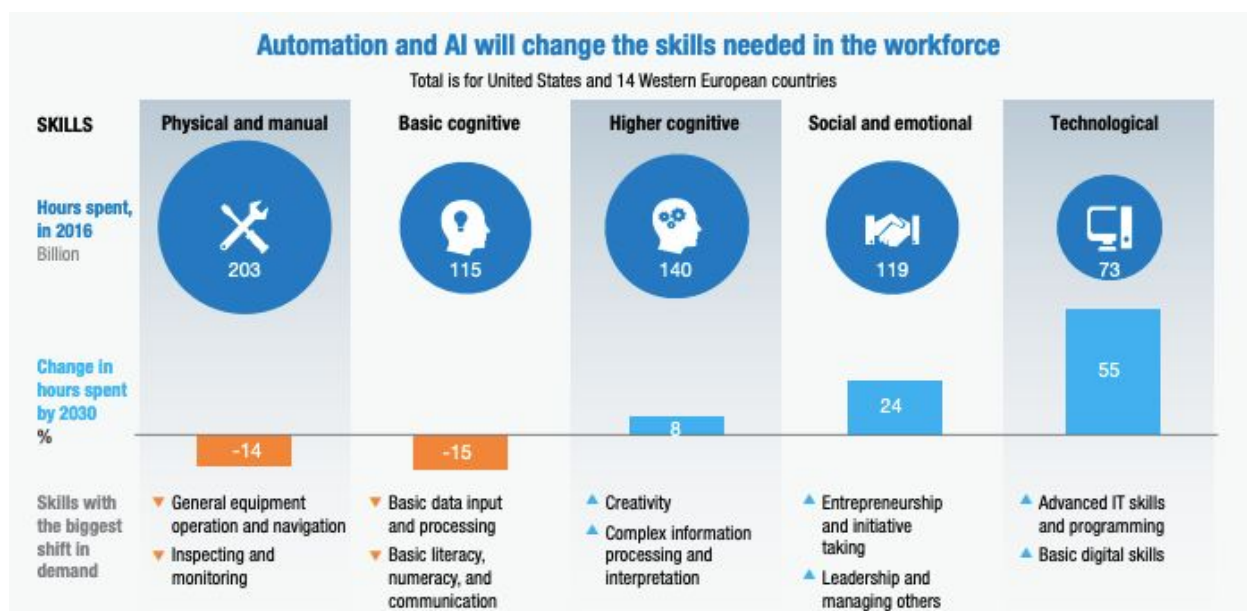 Automation and AI will change the skills needed in the workforce
Total is for United States and 14 Western European countries
SKILLS
Physical and manual
Basic cognitive
Higher cognitive
Social and emotional
Technological
Hours spent,
in 2016
Billion
203
115
140
119
73
Change in
hours spent
by 2030
%
-14
-15
8
24
55
Skills with
the biggest
shift in
demand
General equipment
operation and navigation
Inspecting and
monitoring
Basic data input
and processing
Basic literacy,
numeracy, and
communication
Creativity
Complex information
processing and
interpretation
Entrepreneurship
and initiative
taking
Leadership and
managing others
Advanced IT skills
and programming
Basic digital skills